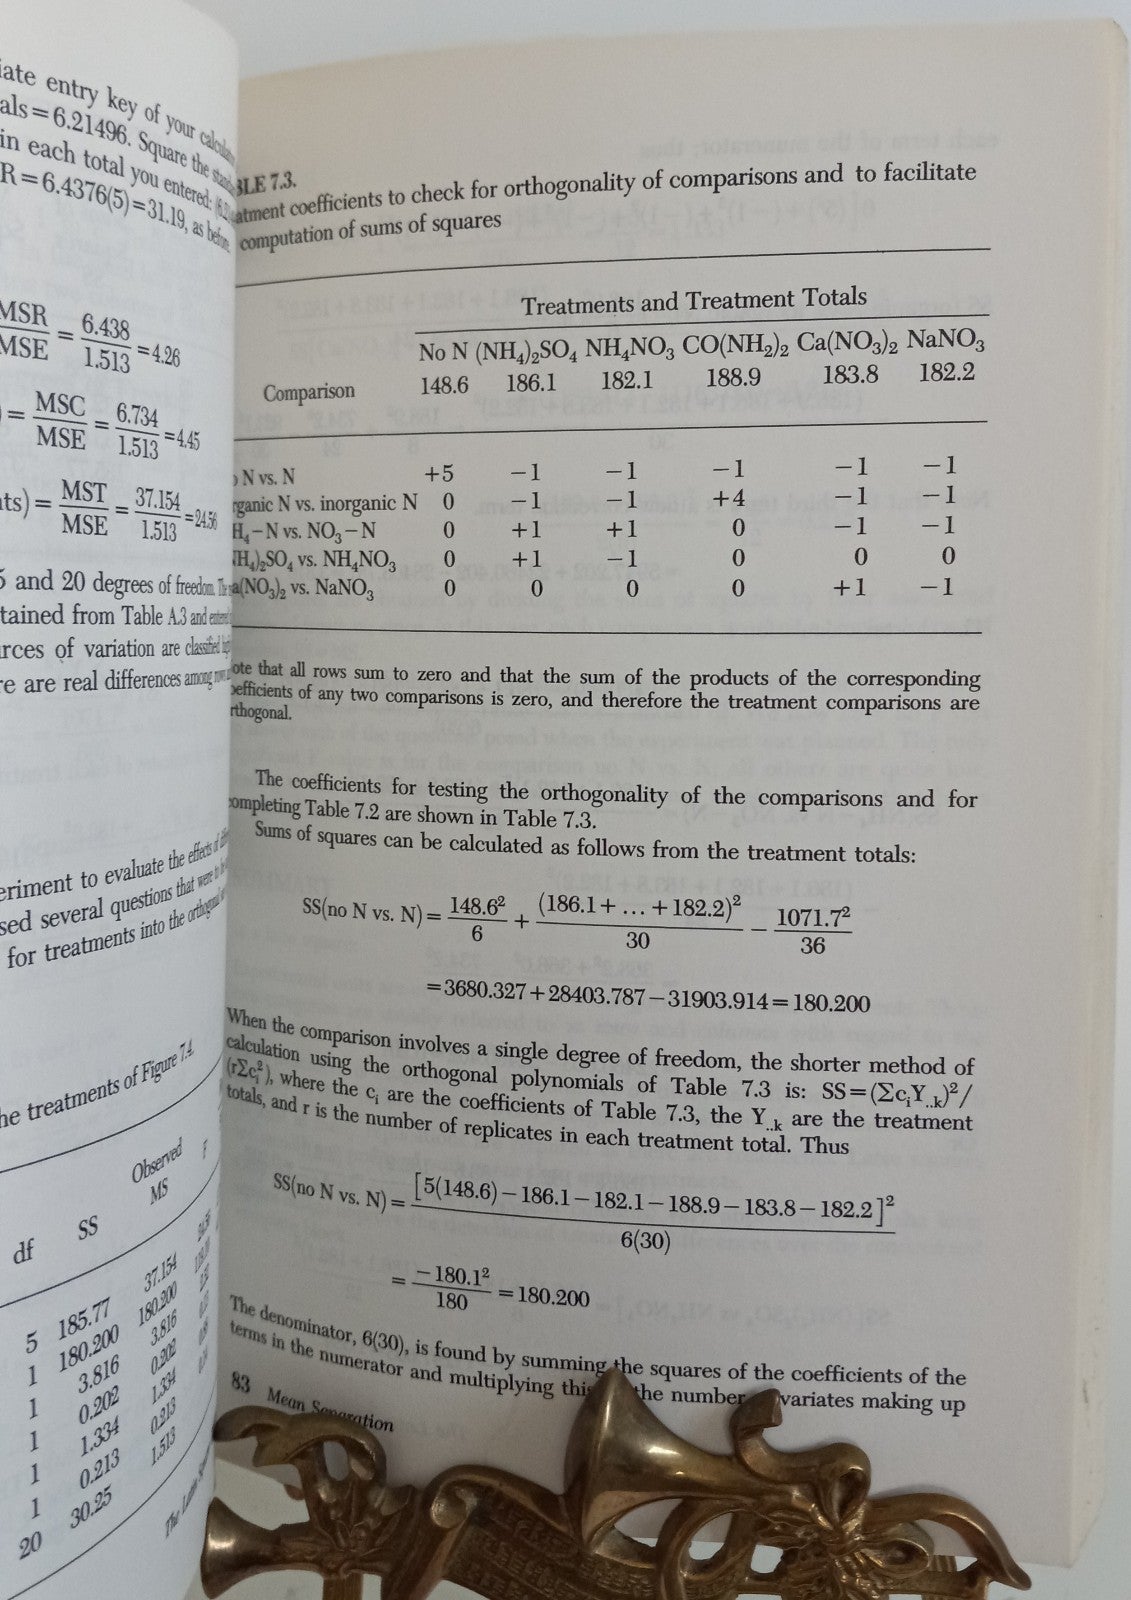 entry key of your
als=6.21496. Square the
in each total you entered:
R=6.4376(5)=31.19, as
MSR/MSE = 6.438/1.513 =4.26
= MSC/MSE = 6.734/1.513 =4.45
= MST/MSE = 37.154/1.513 =24.56
and 20 degrees of freedom.
from Table A.3 and
of variation are classified
are real differences among
to evaluate the effects of
several questions that were to
for treatments into the
treatments of Figure 7.4.
Observed
df SS MS F
5 185.77 37.154
1 180.200 180.200
1 3.816 3.816
1 0.202 0.202
1 1.334 1.334
1 0.213 0.213
20 30.25 1.513
The Latin
7.3.
coefficients to check for orthogonality of comparisons and to facilitate
computation of sums of squares
Treatments and Treatment Totals
No N (NH₄)₂SO₄ NH₄NO₃ CO(NH₂)₂ Ca(NO₃)₂ NaNO₃
Comparison 148.6 186.1 182.1 188.9 183.8 182.2
N vs. N +5 −1 −1 −1 −1 −1
ganic N vs. inorganic N 0 −1 −1 +4 −1 −1
H₄−N vs. NO₃−N 0 +1 +1 0 −1 −1
H₄)₂SO₄ vs. NH₄NO₃ 0 +1 −1 0 0 0
a(NO₃)₂ vs. NaNO₃ 0 0 0 0 +1 −1
ote that all rows sum to zero and that the sum of the products of the corresponding
oefficients of any two comparisons is zero, and therefore the treatment comparisons are
rthogonal.
The coefficients for testing the orthogonality of the comparisons and for
ompleting Table 7.2 are shown in Table 7.3.
Sums of squares can be calculated as follows from the treatment totals:
SS(no N vs. N)= 148.6²/6 + (186.1+ ... +182.2)²/30 − 1071.7²/36
=3680.327+28403.787−31903.914=180.200
When the comparison involves a single degree of freedom, the shorter method of
calculation using the orthogonal polynomials of Table 7.3 is: SS=(ΣcᵢY..ₖ)²/
(rΣcᵢ²), where the cᵢ are the coefficients of Table 7.3, the Y..ₖ are the treatment
totals, and r is the number of replicates in each treatment total. Thus
SS(no N vs. N)= [5(148.6)−186.1−182.1−188.9−183.8−182.2]²/6(30)
= −180.1²/180 =180.200
The denominator, 6(30), is found by summing the squares of the coefficients of the
terms in the numerator and multiplying the number variates making up
83 Mean Separation